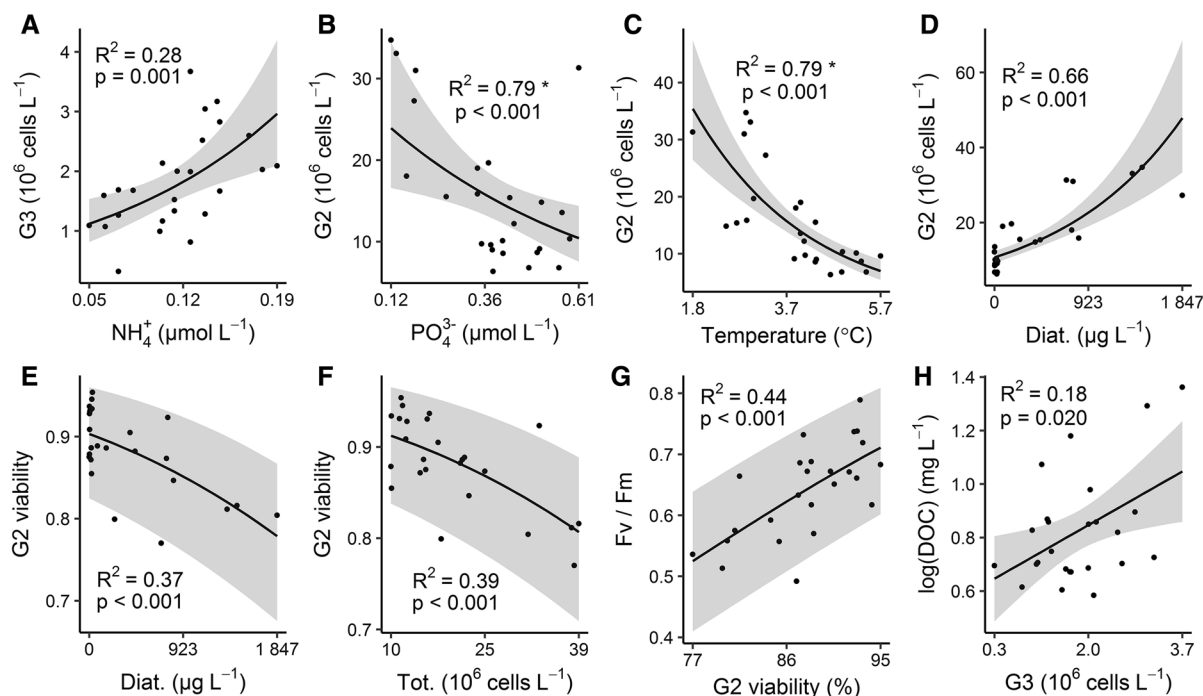 A
G3 (10⁶ cells L⁻¹)
4
3
2
1
R² = 0.28
p = 0.001
0.05 0.12 0.19
NH₄⁺ (µmol L⁻¹)
B
G2 (10⁶ cells L⁻¹)
30
20
10
R² = 0.79 *
p < 0.001
0.12 0.36 0.61
PO₄³⁻ (µmol L⁻¹)
C
G2 (10⁶ cells L⁻¹)
40
30
20
10
R² = 0.79 *
p < 0.001
1.8 3.7 5.7
Temperature (°C)
D
G2 (10⁶ cells L⁻¹)
60
40
20
R² = 0.66
p < 0.001
0 923 1 847
Diat. (µg L⁻¹)
E
G2 viability
0.9
0.8
0.7
R² = 0.37
p < 0.001
0 923 1 847
Diat. (µg L⁻¹)
F
G2 viability
0.9
0.8
0.7
R² = 0.39
p < 0.001
10 25 39
Tot. (10⁶ cells L⁻¹)
G
Fv / Fm
0.8
0.7
0.6
0.5
0.4
R² = 0.44
p < 0.001
77 86 95
G2 viability (%)
H
log(DOC) (mg L⁻¹)
1.4
1.2
1.0
0.8
0.6
R² = 0.18
p = 0.020
0.3 2.0 3.7
G3 (10⁶ cells L⁻¹)